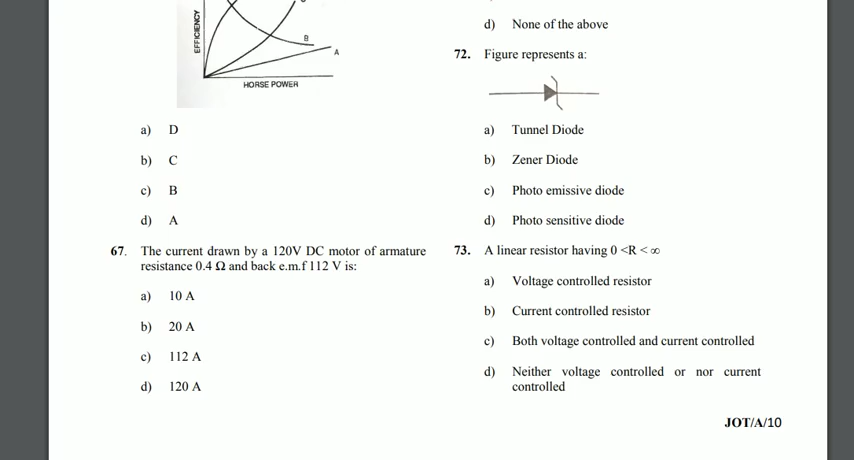 EFFICIENCY
B
A
HORSE POWER
a) D
b) C
c) B
d) A
67. The current drawn by a 120V DC motor of armature
resistance 0.4 Ω and back e.m.f 112 V is:
a) 10 A
b) 20 A
c) 112 A
d) 120 A
d) None of the above
72. Figure represents a:
a) Tunnel Diode
b) Zener Diode
c) Photo emissive diode
d) Photo sensitive diode
73. A linear resistor having 0 <R < ∞
a) Voltage controlled resistor
b) Current controlled resistor
c) Both voltage controlled and current controlled
d) Neither voltage controlled or nor current
controlled
JOT/A/10